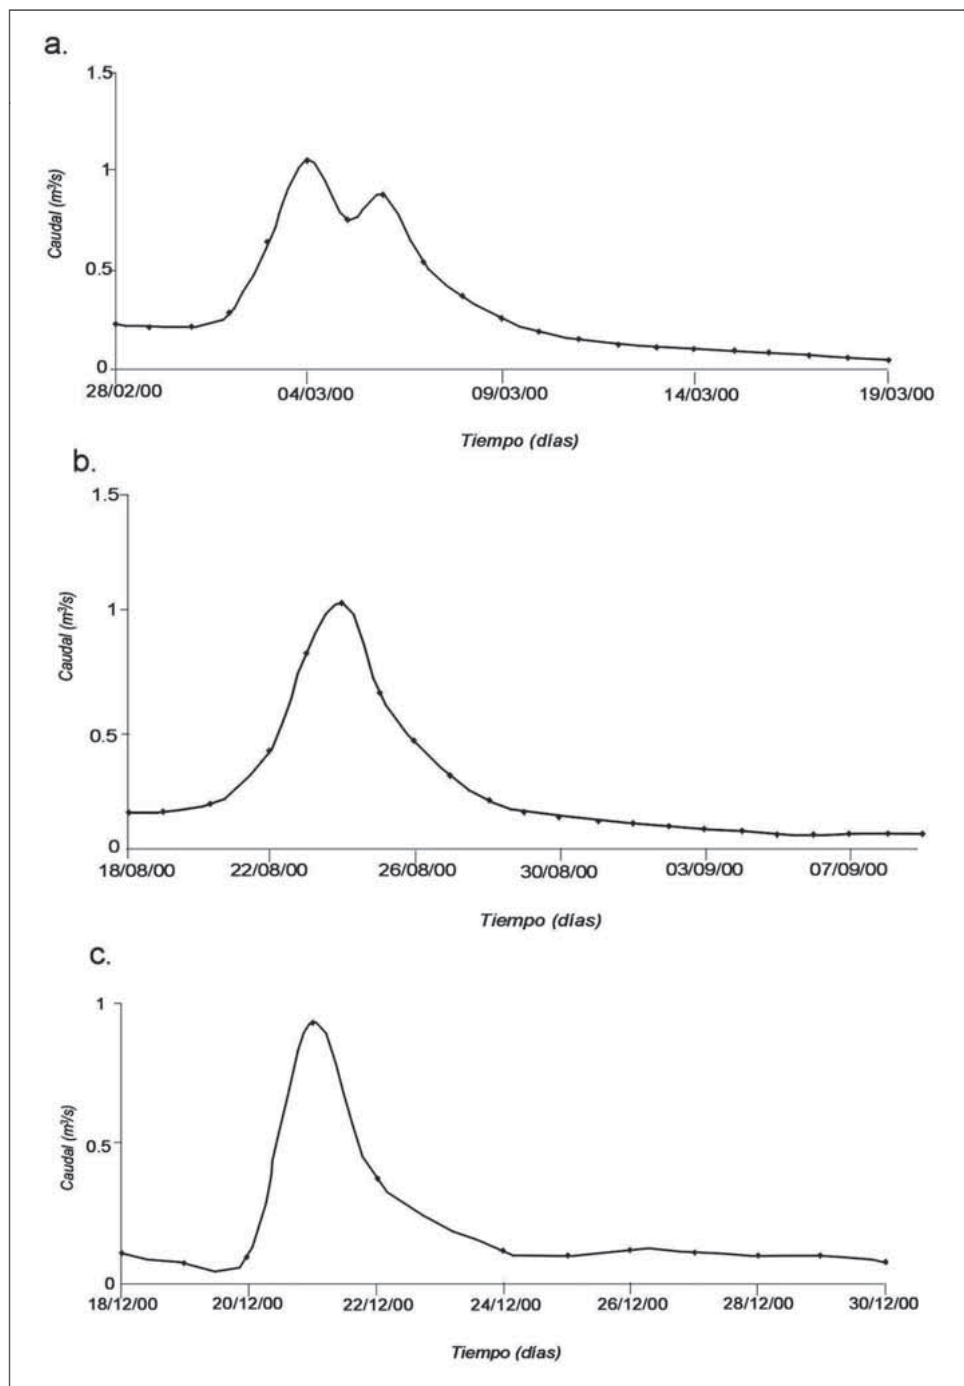 a.
1.5
1
0.5
0
Caudal (m³/s)
28/02/00 04/03/00 09/03/00 14/03/00 19/03/00
Tiempo (días)
b.
1.5
1
0.5
0
Caudal (m³/s)
18/08/00 22/08/00 26/08/00 30/08/00 03/09/00 07/09/00
Tiempo (días)
c.
1
0.5
0
Caudal (m³/s)
18/12/00 20/12/00 22/12/00 24/12/00 26/12/00 28/12/00 30/12/00
Tiempo (días)